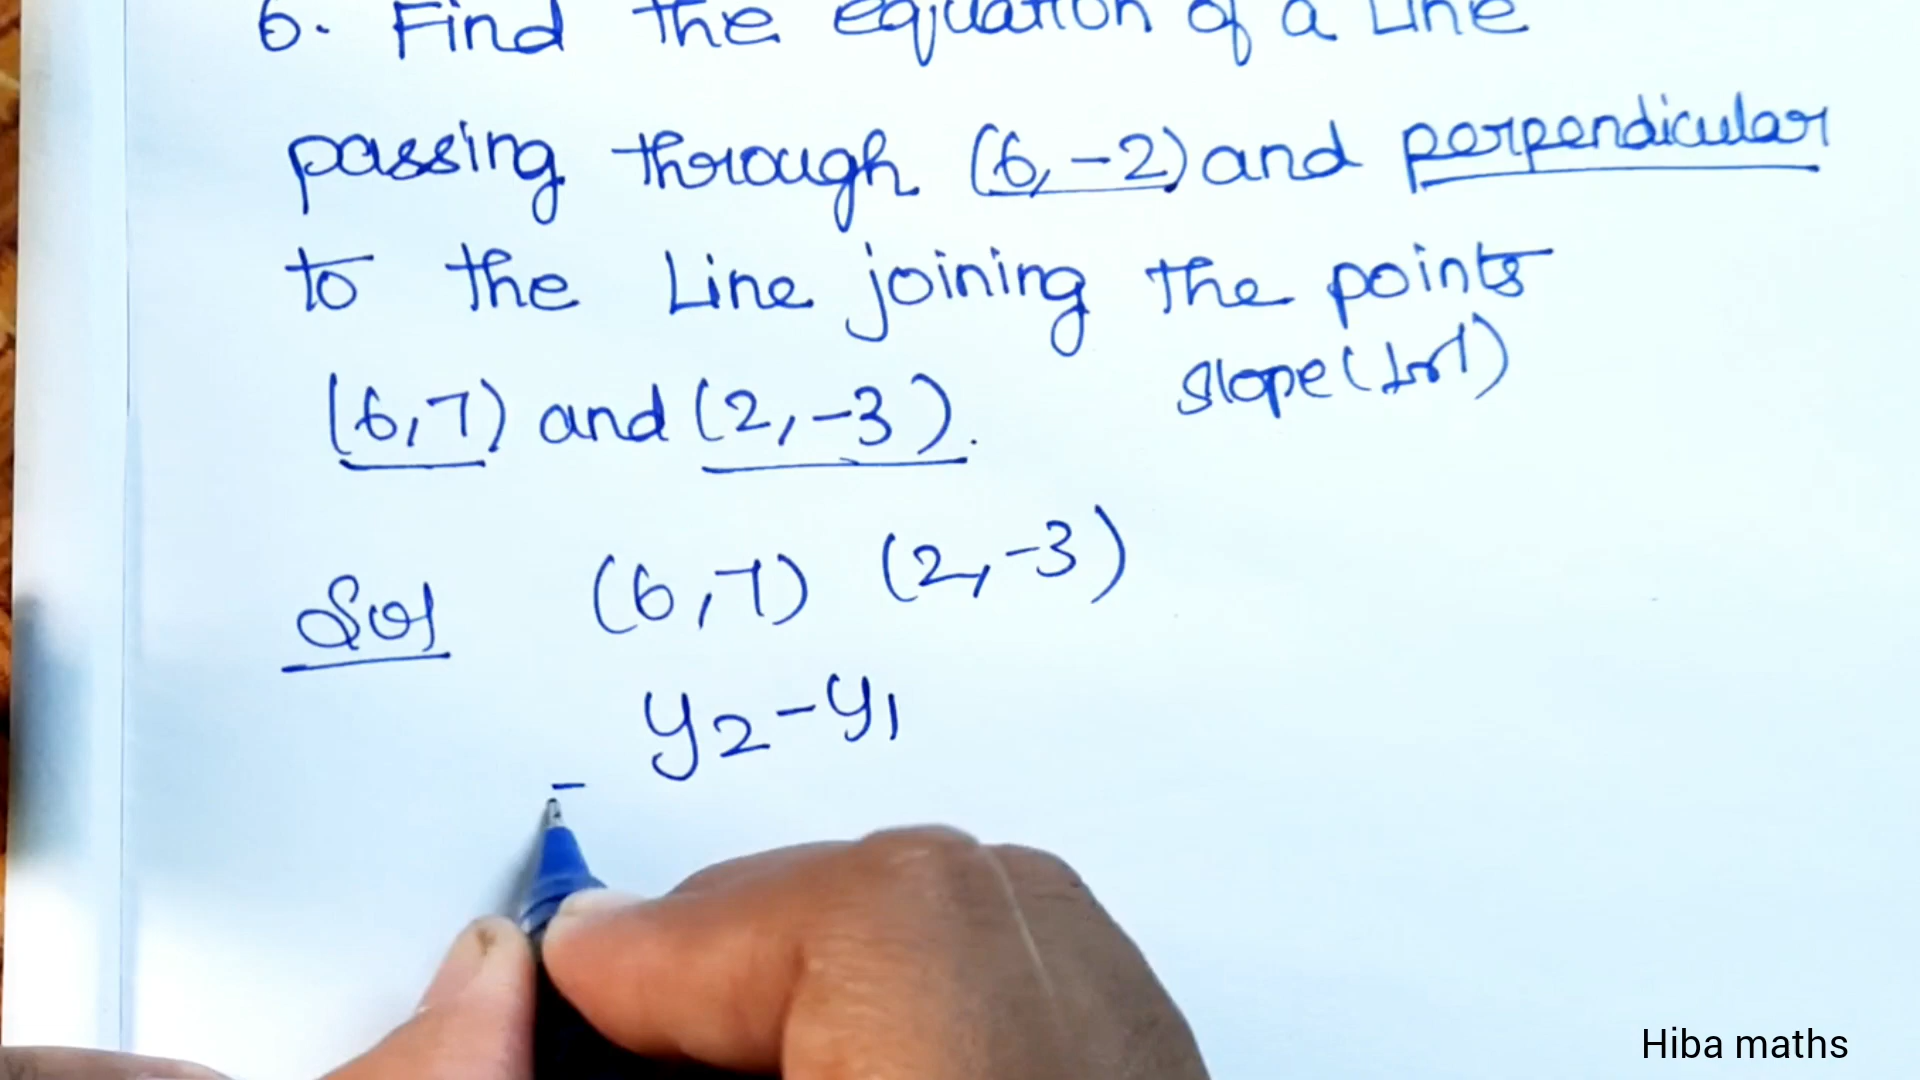 6. Find the equation of a Line
passing through (6, -2) and perpendicular
to the Line joining the points
(6,7) and (2,-3).
slope
Sol (6,7) (2,-3)
y2-y1
Hiba maths